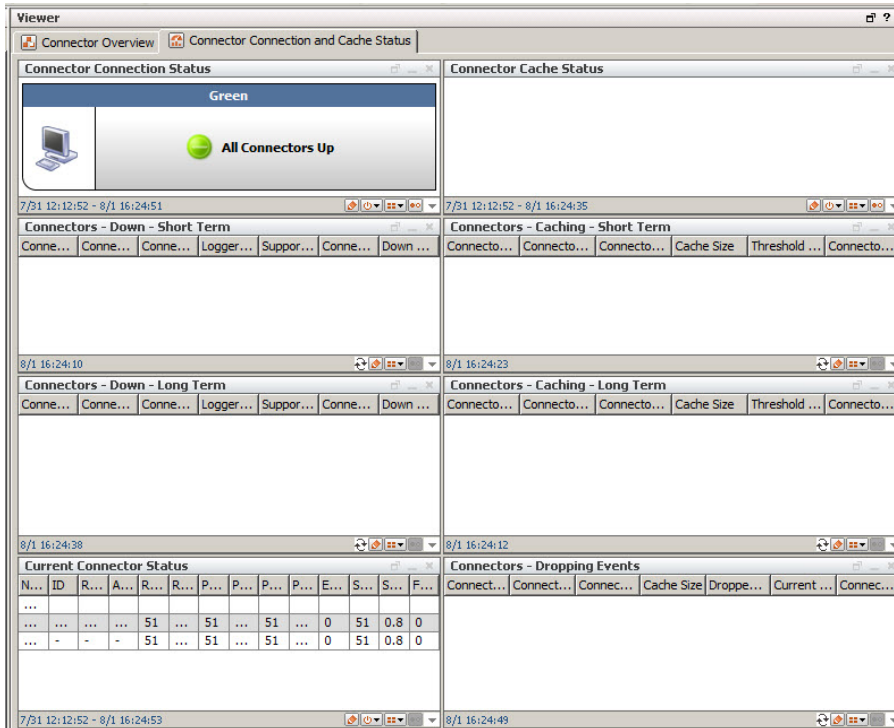 Viewer
?
Connector Overview Connector Connection and Cache Status
Connector Connection Status
Green
All Connectors Up
7/31 12:12:52 - 8/1 16:24:51
Connector Cache Status
7/31 12:12:52 - 8/1 16:24:35
Connectors - Down - Short Term
Conne... Conne... Conne... Logger... Suppor... Conne... Down ...
8/1 16:24:10
Connectors - Caching - Short Term
Connecto... Connecto... Connecto... Cache Size Threshold ... Connecto...
8/1 16:24:23
Connectors - Down - Long Term
Conne... Conne... Conne... Logger... Suppor... Conne... Down ...
8/1 16:24:38
Connectors - Caching - Long Term
Connecto... Connecto... Connecto... Cache Size Threshold ... Connecto...
8/1 16:24:12
Current Connector Status
N... ID R... A... R... R... P... P... P... P... E... S... S... F...
...
... ... ... ... 51 ... 51 ... 51 ... 0 51 0.8 0
... - - - 51 ... 51 ... 51 ... 0 51 0.8 0
7/31 12:12:52 - 8/1 16:24:53
Connectors - Dropping Events
Connect... Connect... Connec... Cache Size Droppe... Current ... Connec...
8/1 16:24:49